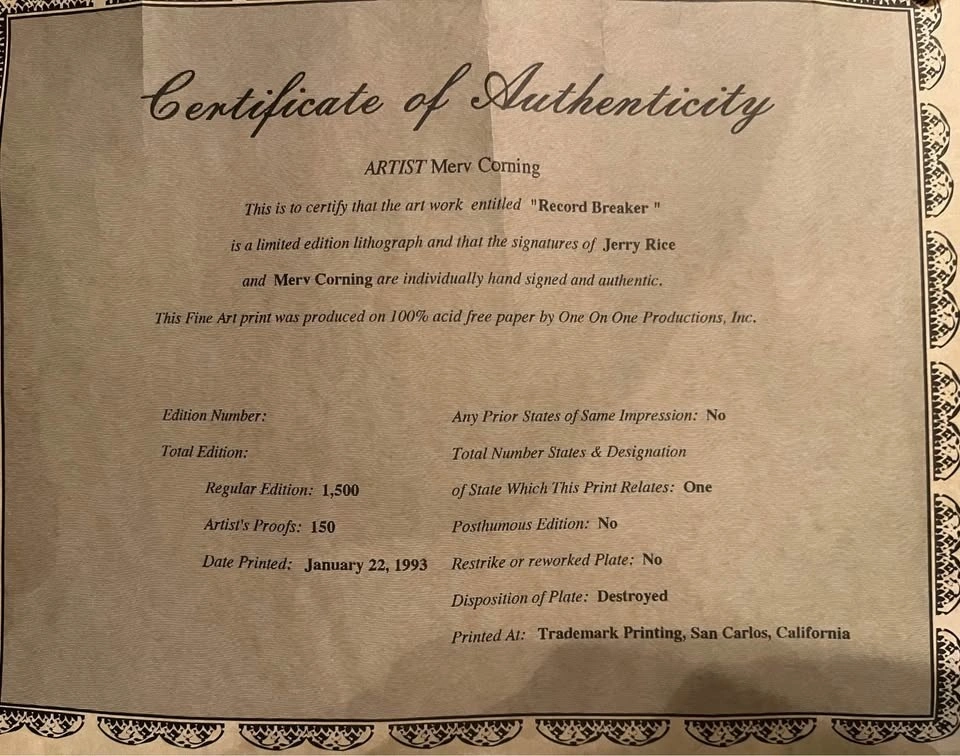 Certificate of Authenticity
ARTIST Merv Corning
This is to certify that the art work entitled "Record Breaker "
is a limited edition lithograph and that the signatures of Jerry Rice
and Merv Corning are individually hand signed and authentic.
This Fine Art print was produced on 100% acid free paper by One On One Productions, Inc.
Edition Number:
Total Edition:
Regular Edition: 1,500
Artist's Proofs: 150
Date Printed: January 22, 1993
Any Prior States of Same Impression: No
Total Number States & Designation
of State Which This Print Relates: One
Posthumous Edition: No
Restrike or reworked Plate: No
Disposition of Plate: Destroyed
Printed At: Trademark Printing, San Carlos, California